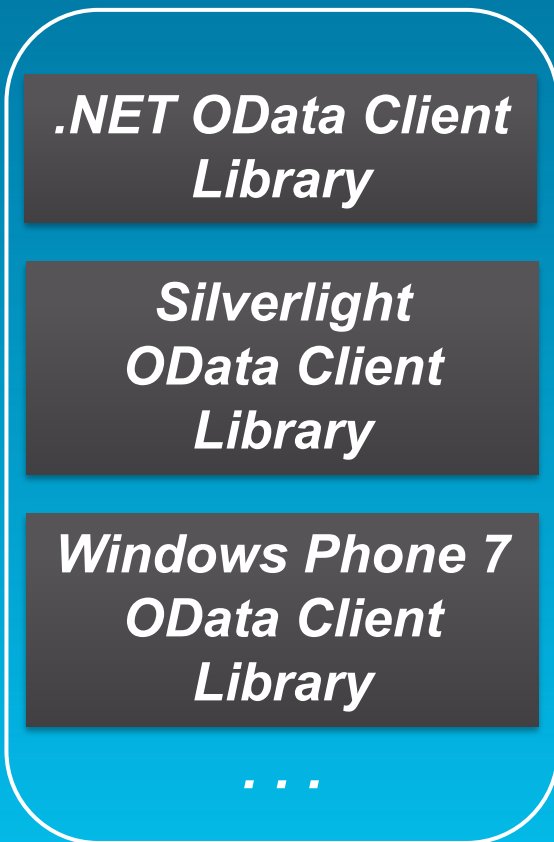 .NET OData Client
Library
Silverlight
OData Client
Library
Windows Phone 7
OData Client
Library
. . .